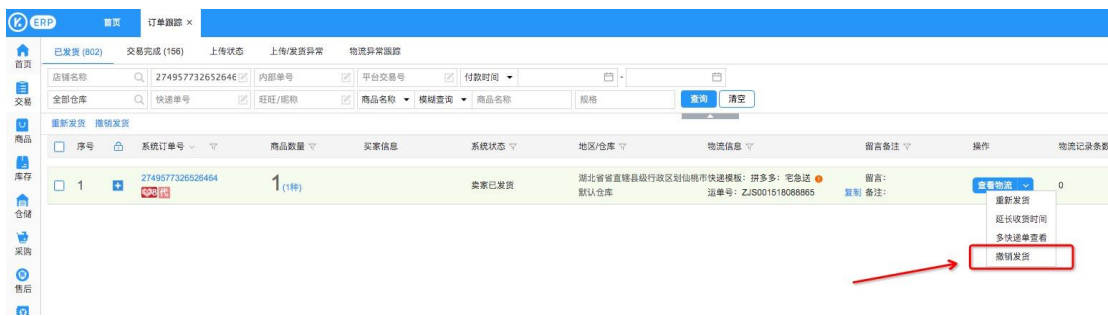 ERP 首页 订单跟踪 ×
首页
交易
商品
库存
仓储
采购
售后
已发货 (802) 交易完成 (156) 上传状态 上传/发货异常 物流异常跟踪
店铺名称 2749577326526464 内部单号 平台交易号 付款时间 -
全部仓库 快递单号 旺旺/昵称 商品名称 模糊查询 商品名称 规格 查询 清空
重新发货 撤销发货
序号 系统订单号 商品数量 买家信息 系统状态 地区/仓库 物流信息 留言备注 操作 物流记录条数
1 2749577326526464 1(1种) 卖家已发货 湖北省省直辖县级行政区划仙桃市 快递模板：拼多多：宅急送 留言： 查看物流 0
代 默认仓库 运单号：ZJS001518088865 复制 备注：
重新发货
延长收货时间
多快递单查看
撤销发货